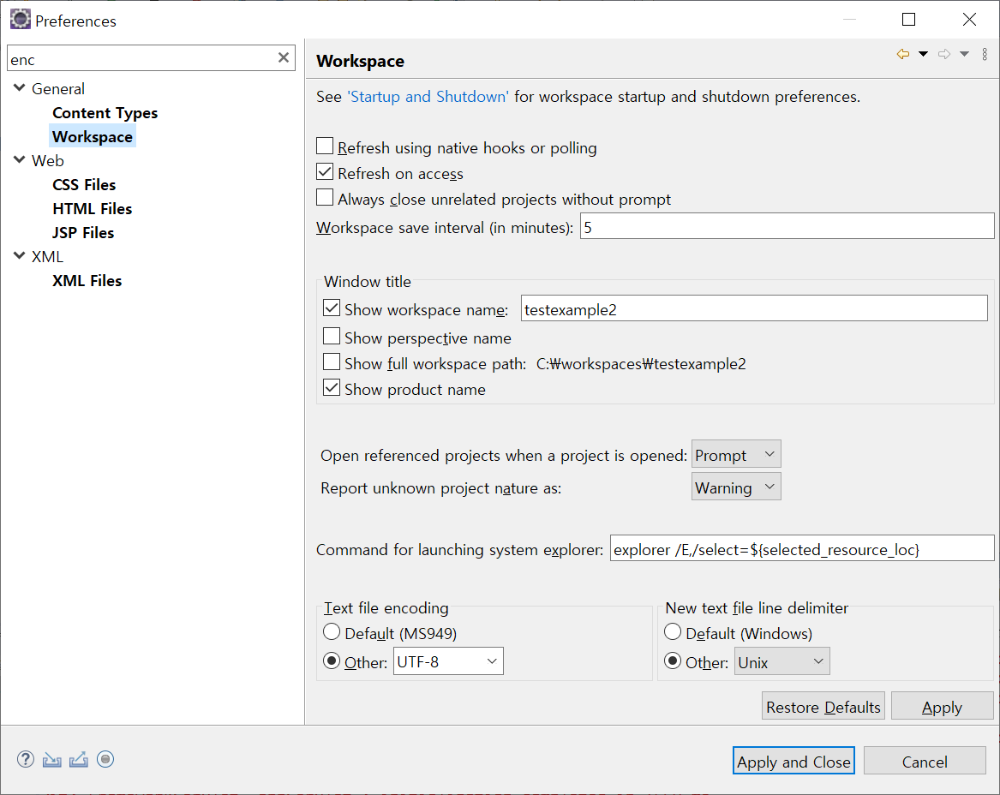 Preferences
enc
General
Content Types
Workspace
Web
CSS Files
HTML Files
JSP Files
XML
XML Files
Workspace
See 'Startup and Shutdown' for workspace startup and shutdown preferences.
Refresh using native hooks or polling
Refresh on access
Always close unrelated projects without prompt
Workspace save interval (in minutes): 5
Window title
Show workspace name: testexample2
Show perspective name
Show full workspace path: C:₩workspaces₩testexample2
Show product name
Open referenced projects when a project is opened: Prompt
Report unknown project nature as: Warning
Command for launching system explorer: explorer /E,/select=${selected_resource_loc}
Text file encoding
Default (MS949)
Other: UTF-8
New text file line delimiter
Default (Windows)
Other: Unix
Restore Defaults Apply
Apply and Close Cancel